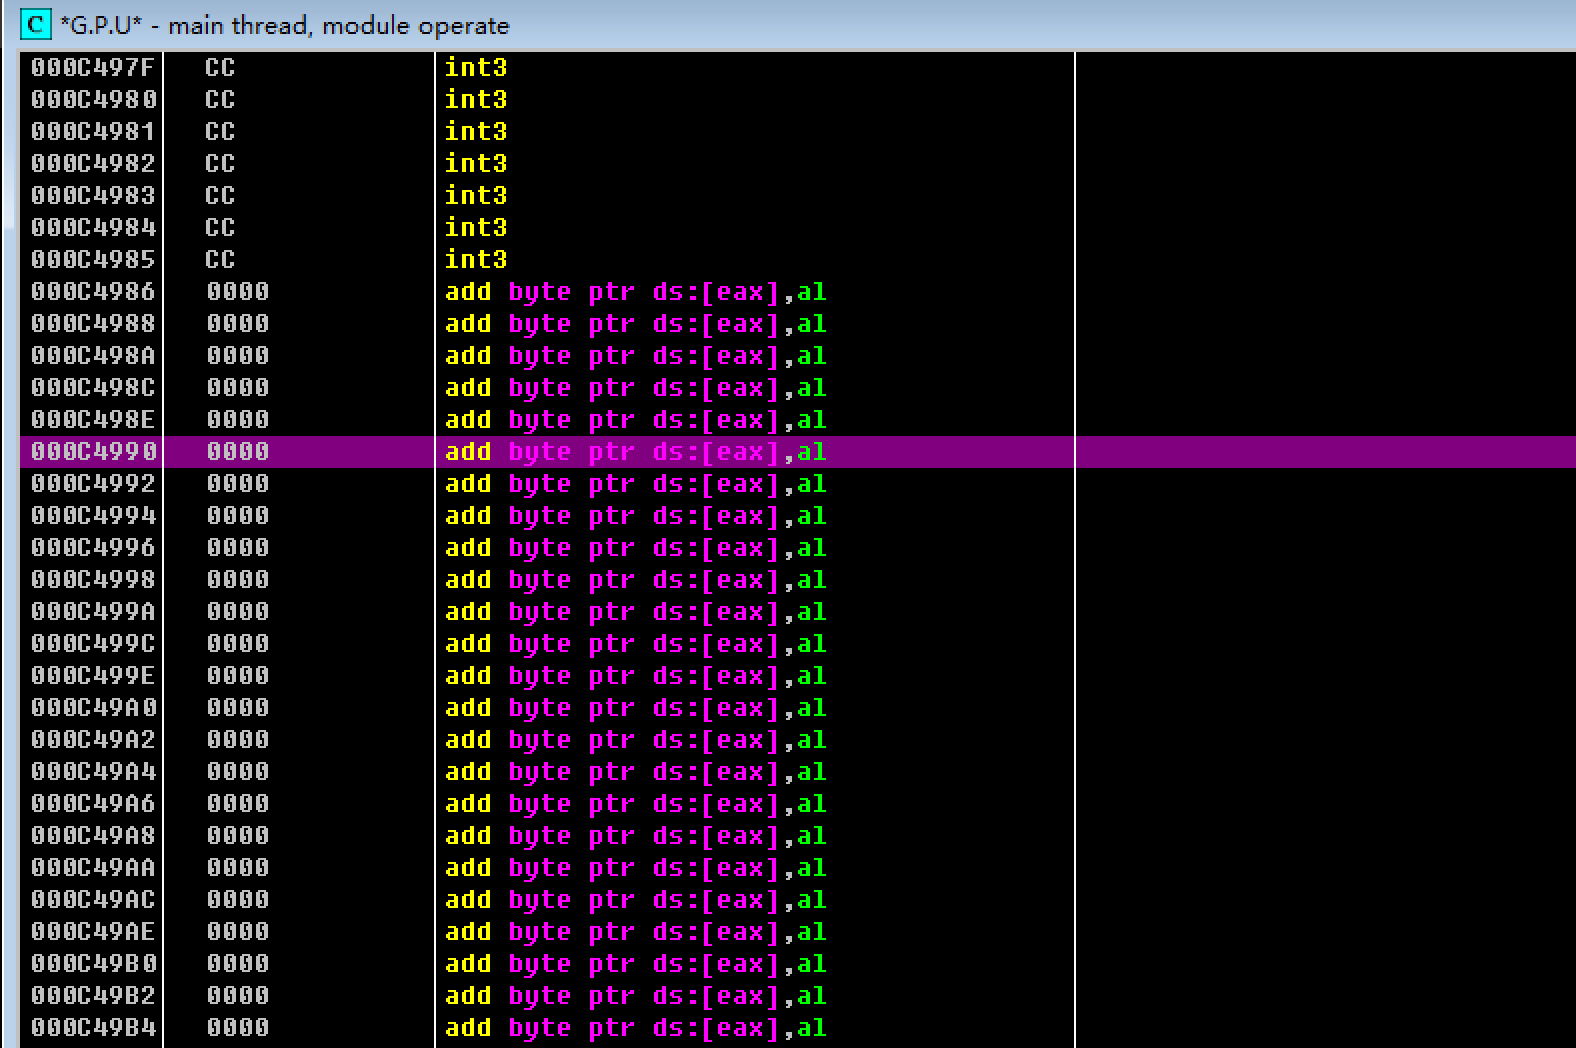 C *G.P.U* - main thread, module operate
000C497F CC int3
000C4980 CC int3
000C4981 CC int3
000C4982 CC int3
000C4983 CC int3
000C4984 CC int3
000C4985 CC int3
000C4986 0000 add byte ptr ds:[eax],al
000C4988 0000 add byte ptr ds:[eax],al
000C498A 0000 add byte ptr ds:[eax],al
000C498C 0000 add byte ptr ds:[eax],al
000C498E 0000 add byte ptr ds:[eax],al
000C4990 0000 add byte ptr ds:[eax],al
000C4992 0000 add byte ptr ds:[eax],al
000C4994 0000 add byte ptr ds:[eax],al
000C4996 0000 add byte ptr ds:[eax],al
000C4998 0000 add byte ptr ds:[eax],al
000C499A 0000 add byte ptr ds:[eax],al
000C499C 0000 add byte ptr ds:[eax],al
000C499E 0000 add byte ptr ds:[eax],al
000C49A0 0000 add byte ptr ds:[eax],al
000C49A2 0000 add byte ptr ds:[eax],al
000C49A4 0000 add byte ptr ds:[eax],al
000C49A6 0000 add byte ptr ds:[eax],al
000C49A8 0000 add byte ptr ds:[eax],al
000C49AA 0000 add byte ptr ds:[eax],al
000C49AC 0000 add byte ptr ds:[eax],al
000C49AE 0000 add byte ptr ds:[eax],al
000C49B0 0000 add byte ptr ds:[eax],al
000C49B2 0000 add byte ptr ds:[eax],al
000C49B4 0000 add byte ptr ds:[eax],al